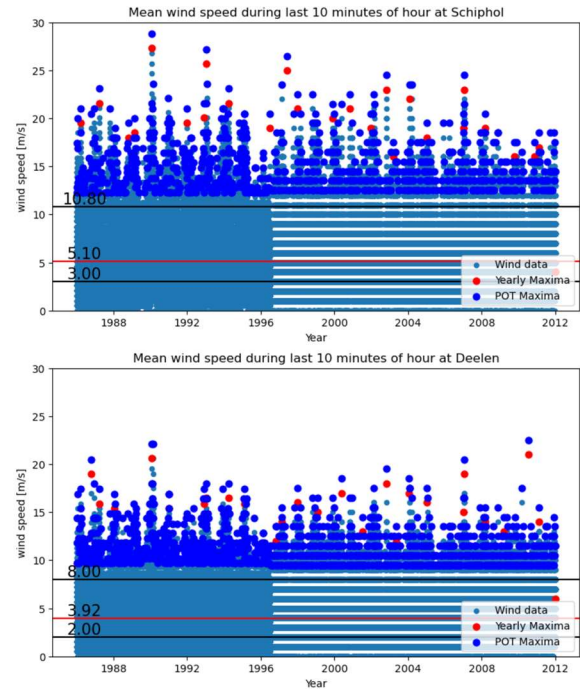 Mean wind speed during last 10 minutes of hour at Schiphol
30
25
20
15
10
5
0
wind speed [m/s]
10.80
5.10
3.00
Wind data
Yearly Maxima
POT Maxima
1988 1992 1996 2000 2004 2008 2012
Year
Mean wind speed during last 10 minutes of hour at Deelen
30
25
20
15
10
5
0
wind speed [m/s]
8.00
3.92
2.00
Wind data
Yearly Maxima
POT Maxima
1988 1992 1996 2000 2004 2008 2012
Year